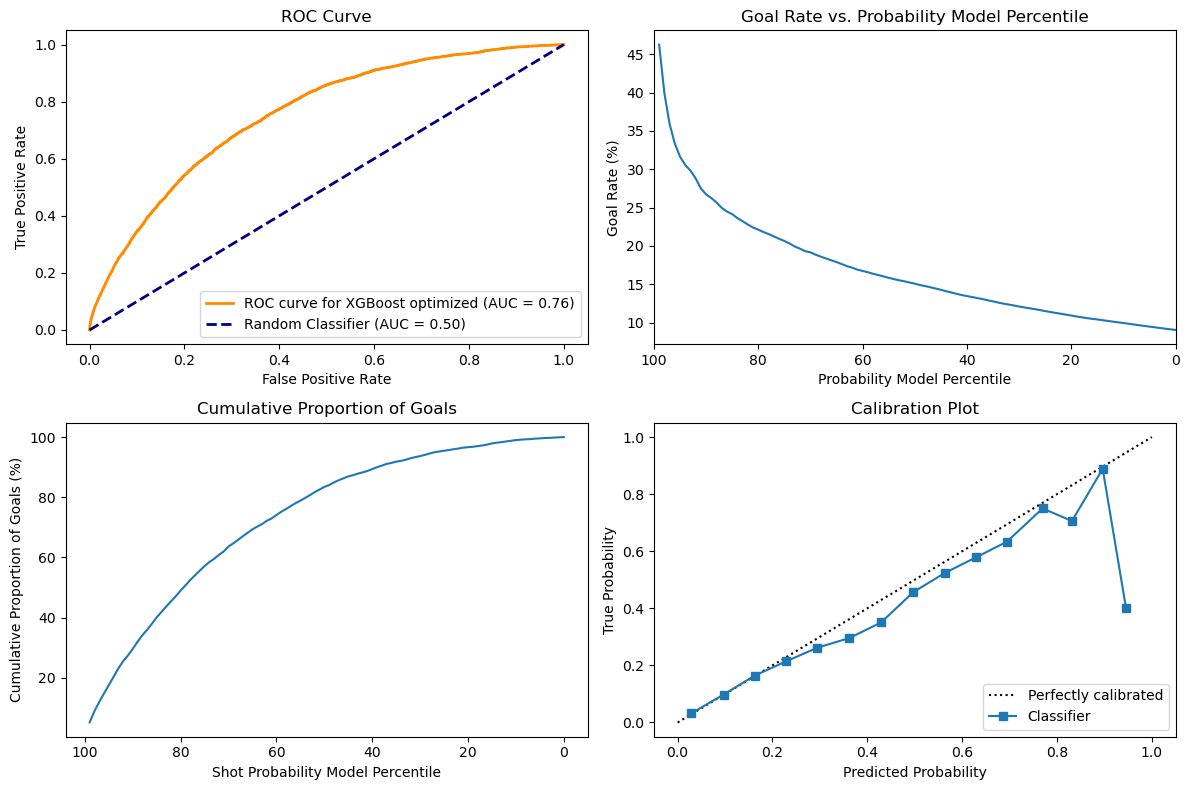 ROC Curve
1.0
0.8
0.6
0.4
0.2
0.0
True Positive Rate
ROC curve for XGBoost optimized (AUC = 0.76)
Random Classifier (AUC = 0.50)
0.0 0.2 0.4 0.6 0.8 1.0
False Positive Rate
Goal Rate vs. Probability Model Percentile
45
40
35
30
25
20
15
10
Goal Rate (%)
100 80 60 40 20 0
Probability Model Percentile
Cumulative Proportion of Goals
100
80
60
40
20
Cumulative Proportion of Goals (%)
100 80 60 40 20 0
Shot Probability Model Percentile
Calibration Plot
1.0
0.8
0.6
0.4
0.2
0.0
True Probability
Perfectly calibrated
Classifier
0.0 0.2 0.4 0.6 0.8 1.0
Predicted Probability